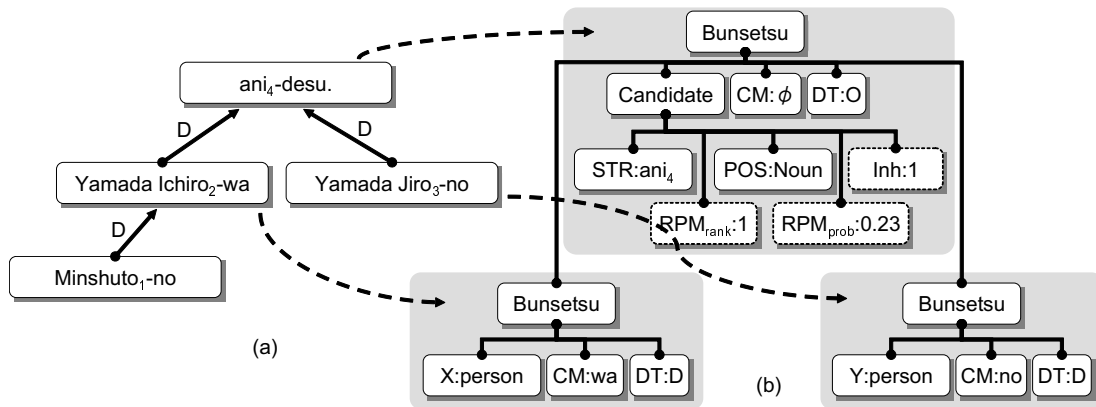 ani₄-desu.
D
D
Yamada Ichiro₂-wa
Yamada Jiro₃-no
D
Minshuto₁-no
(a)
Bunsetsu
Candidate
CM:ϕ
DT:O
STR:ani₄
POS:Noun
Inh:1
RPMrank:1
RPMprob:0.23
Bunsetsu
X:person
CM:wa
DT:D
(b)
Bunsetsu
Y:person
CM:no
DT:D